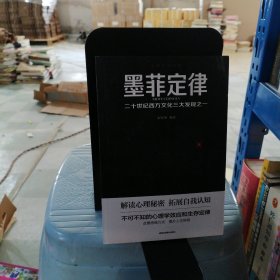 墨菲定律
二十世纪西方文化三大发现之一
解读心理秘密 拓展自我认知
不可不知的心理学效应和生存定律